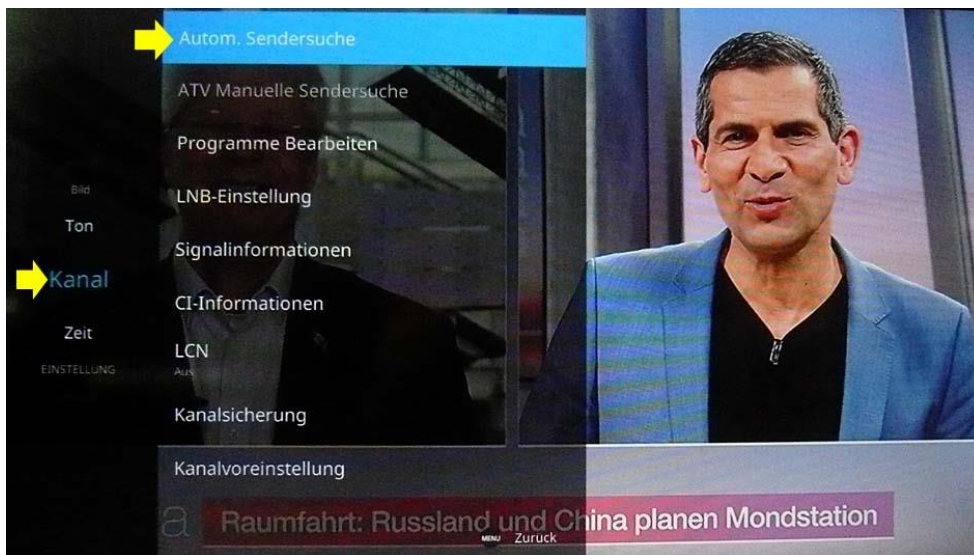 Bild
Ton
Kanal
Zeit
EINSTELLUNG
Autom. Sendersuche
ATV Manuelle Sendersuche
Programme Bearbeiten
LNB-Einstellung
Signalinformationen
CI-Informationen
LCN
Aus
Kanalsicherung
Kanalvoreinstellung
a Raumfahrt: Russland und China planen Mondstation
MENU Zurück